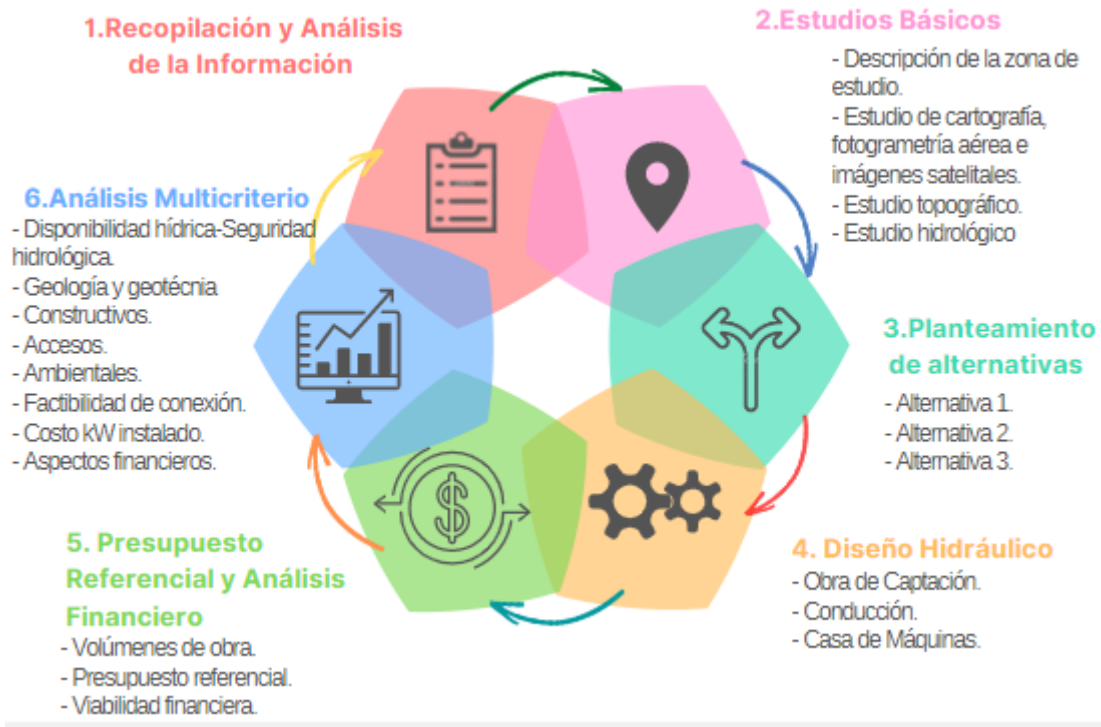 1.Recopilación y Análisis
de la Información
2.Estudios Básicos
- Descripción de la zona de
estudio.
- Estudio de cartografía,
fotogrametría aérea e
imágenes satelitales.
- Estudio topográfico.
- Estudio hidrológico
3.Planteamiento
de alternativas
- Alternativa 1.
- Alternativa 2.
- Alternativa 3.
4. Diseño Hidráulico
- Obra de Captación.
- Conducción.
- Casa de Máquinas.
5. Presupuesto
Referencial y Análisis
Financiero
- Volúmenes de obra.
- Presupuesto referencial.
- Viabilidad financiera.
6.Análisis Multicriterio
- Disponibilidad hídrica-Seguridad
hidrológica.
- Geología y geotécnia
- Constructivos.
- Accesos.
- Ambientales.
- Factibilidad de conexión.
- Costo kW instalado.
- Aspectos financieros.
$